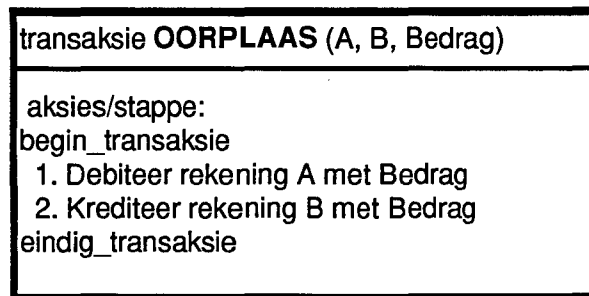 transaksie OORPLAAS (A, B, Bedrag)
aksies/stappe:
begin_transaksie
1. Debiteer rekening A met Bedrag
2. Krediteer rekening B met Bedrag
eindig_transaksie